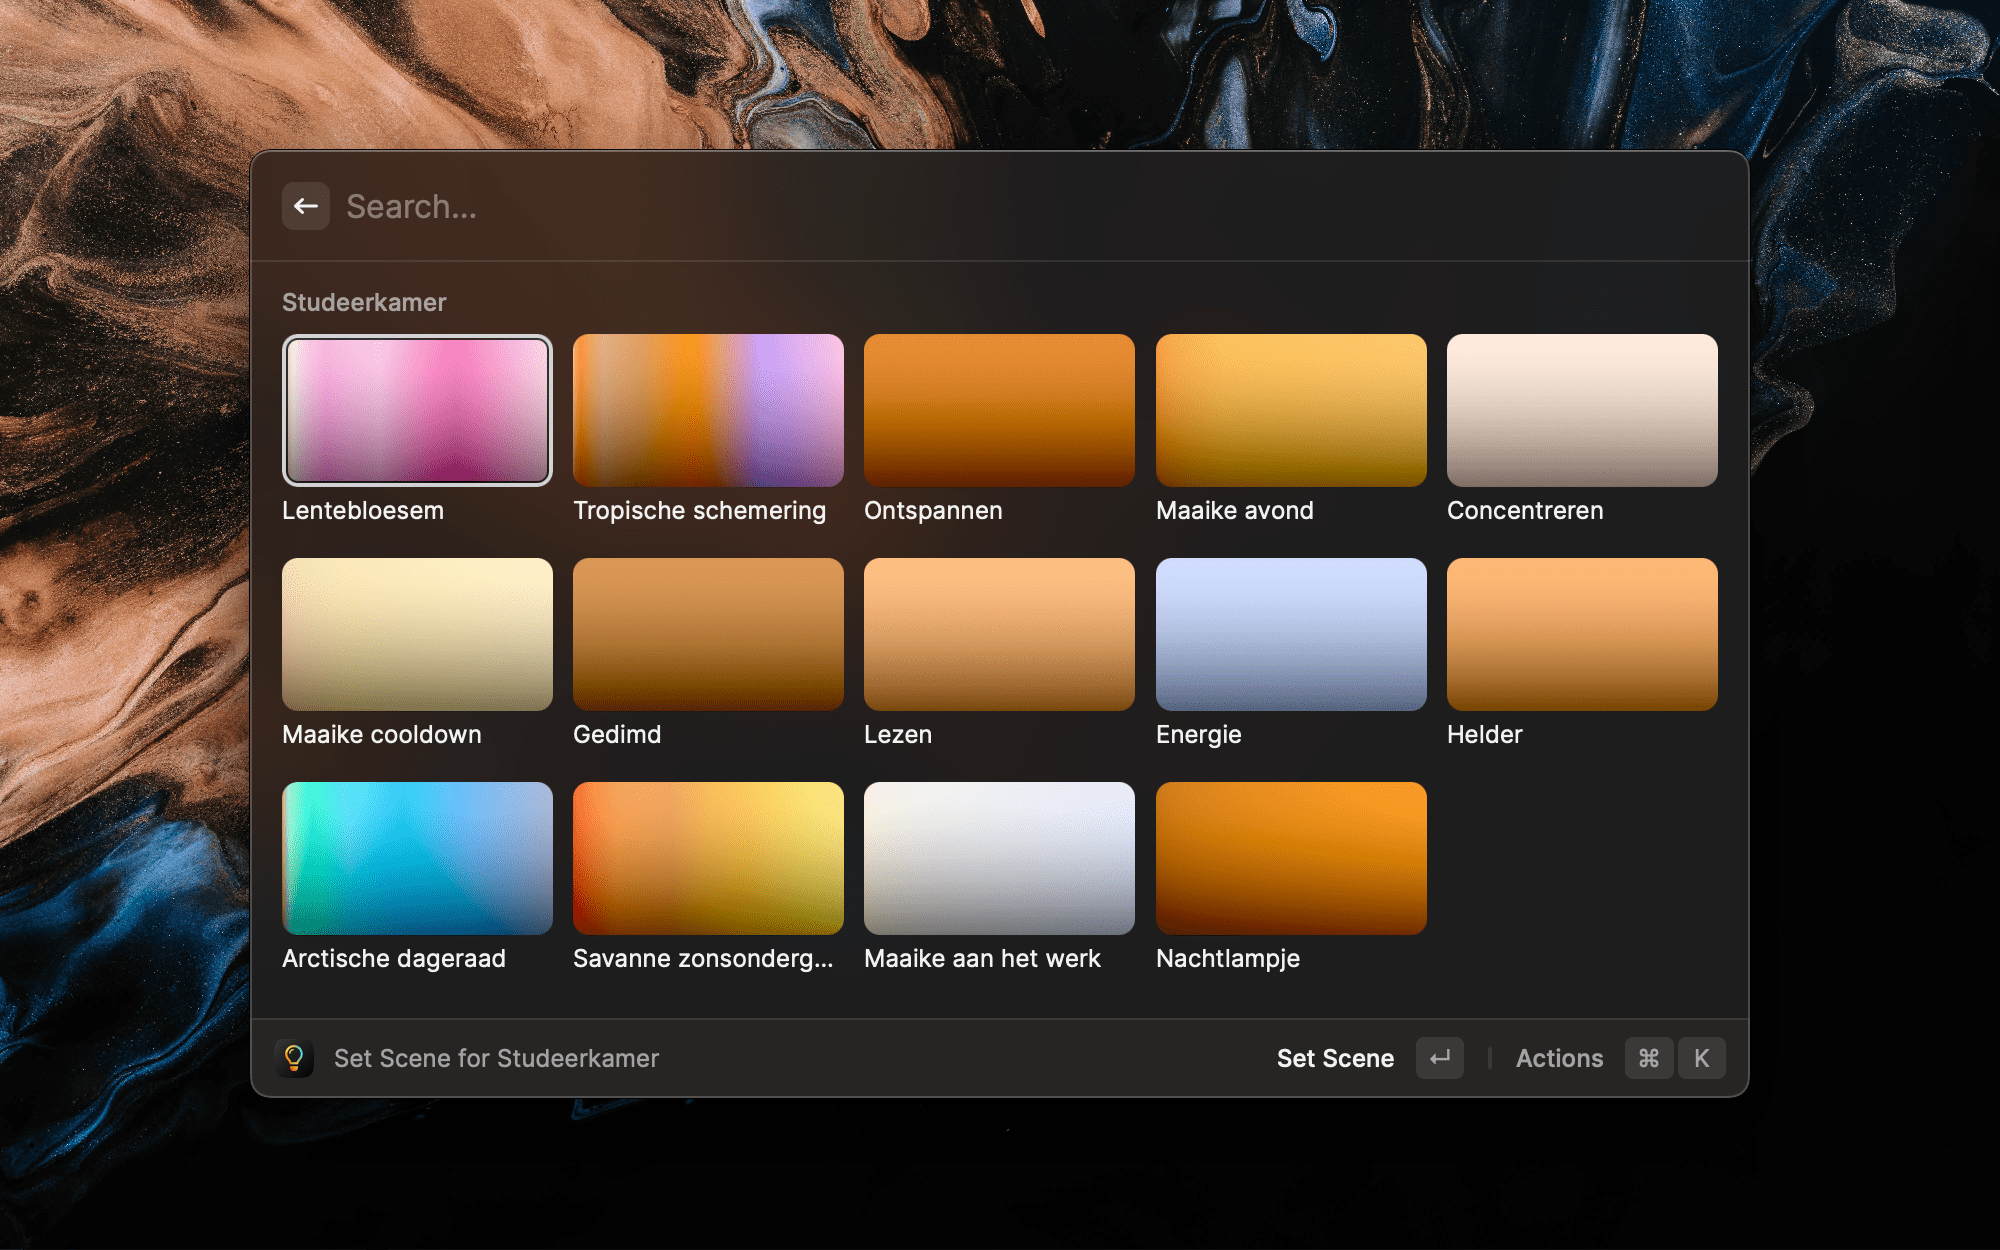 Search...
Studeerkamer
Lentebloesem
Tropische schemering
Ontspannen
Maaike avond
Concentreren
Maaike cooldown
Gedimd
Lezen
Energie
Helder
Arctische dageraad
Savanne zonsonderg...
Maaike aan het werk
Nachtlampje
Set Scene for Studeerkamer
Set Scene ↵ | Actions ⌘ K